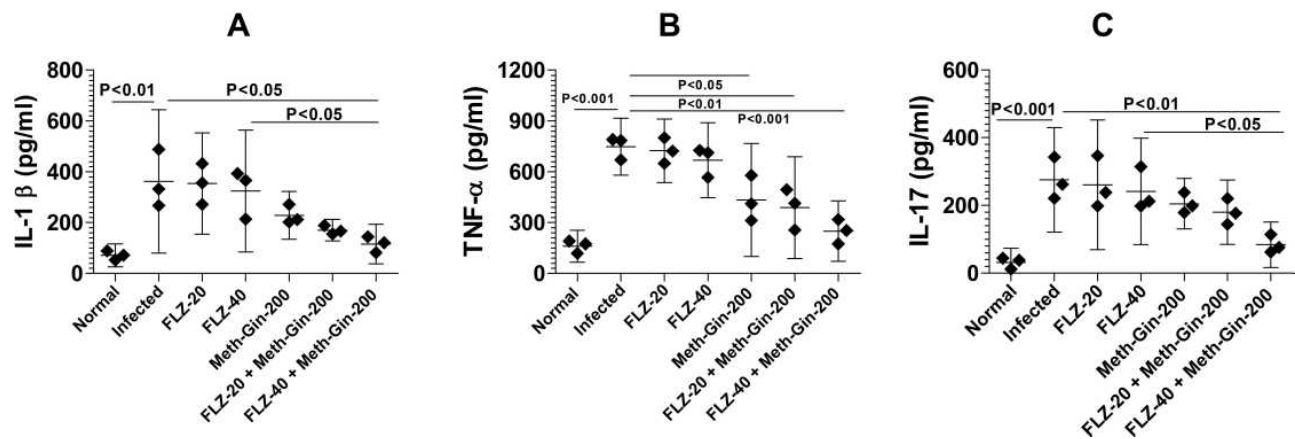 A
IL-1 β (pg/ml)
800
600
400
200
0
P<0.01
P<0.05
P<0.05
Normal
Infected
FLZ-20
FLZ-40
Meth-Gin-200
FLZ-20 + Meth-Gin-200
FLZ-40 + Meth-Gin-200
B
TNF-α (pg/ml)
1200
900
600
300
0
P<0.001
P<0.05
P<0.01
P<0.001
Normal
Infected
FLZ-20
FLZ-40
Meth-Gin-200
FLZ-20 + Meth-Gin-200
FLZ-40 + Meth-Gin-200
C
IL-17 (pg/ml)
600
400
200
0
P<0.001
P<0.01
P<0.05
Normal
Infected
FLZ-20
FLZ-40
Meth-Gin-200
FLZ-20 + Meth-Gin-200
FLZ-40 + Meth-Gin-200